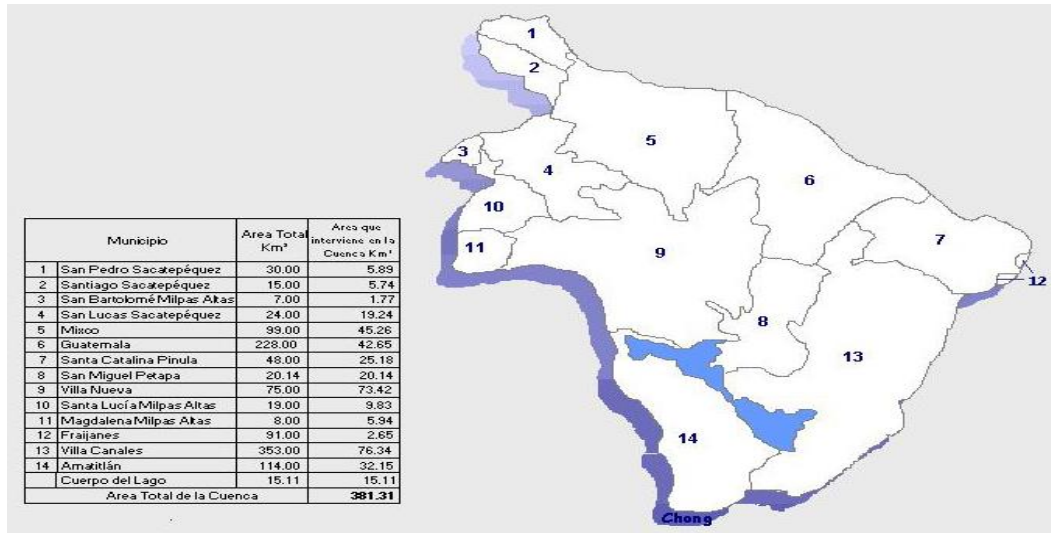 Municipio Area Total Km² Area que interviene en la Cuenca Km²
1 San Pedro Sacatepéquez 30.00 5.89
2 Santiago Sacatepéquez 15.00 5.74
3 San Bartolomé Milpas Altas 7.00 1.77
4 San Lucas Sacatepéquez 24.00 19.24
5 Mixco 99.00 45.26
6 Guatemala 228.00 42.65
7 Santa Catalina Pinula 48.00 25.18
8 San Miguel Petapa 20.14 20.14
9 Villa Nueva 75.00 73.42
10 Santa Lucía Milpas Altas 19.00 9.83
11 Magdalena Milpas Altas 8.00 5.94
12 Fraijanes 91.00 2.65
13 Villa Canales 353.00 76.34
14 Amatitlán 114.00 32.15
Cuerpo del Lago 15.11 15.11
Area Total de la Cuenca 381.31
1
2
5
3
4
6
10
7
11
9
12
8
13
14
Chong